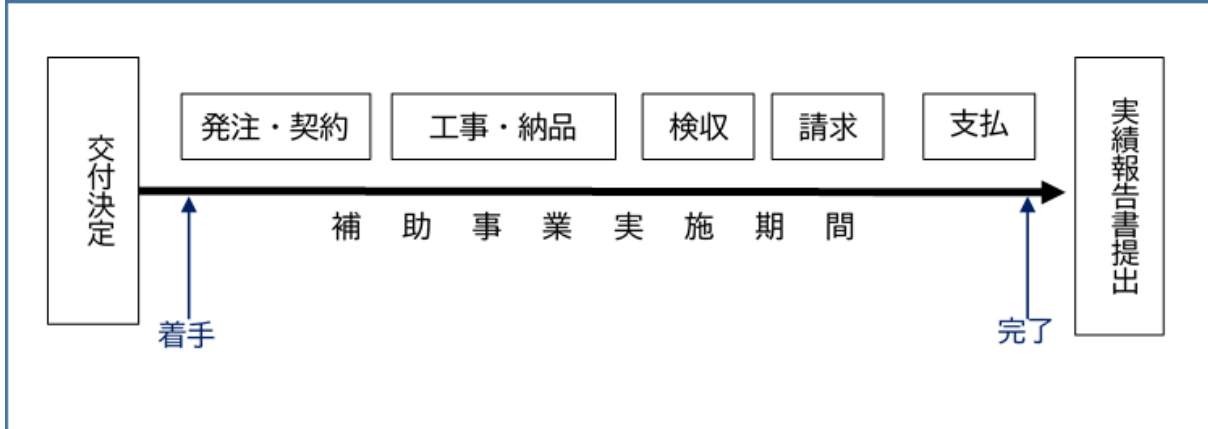 交付決定
発注・契約
工事・納品
検収
請求
支払
実績報告書提出
補助事業実施期間
着手
完了